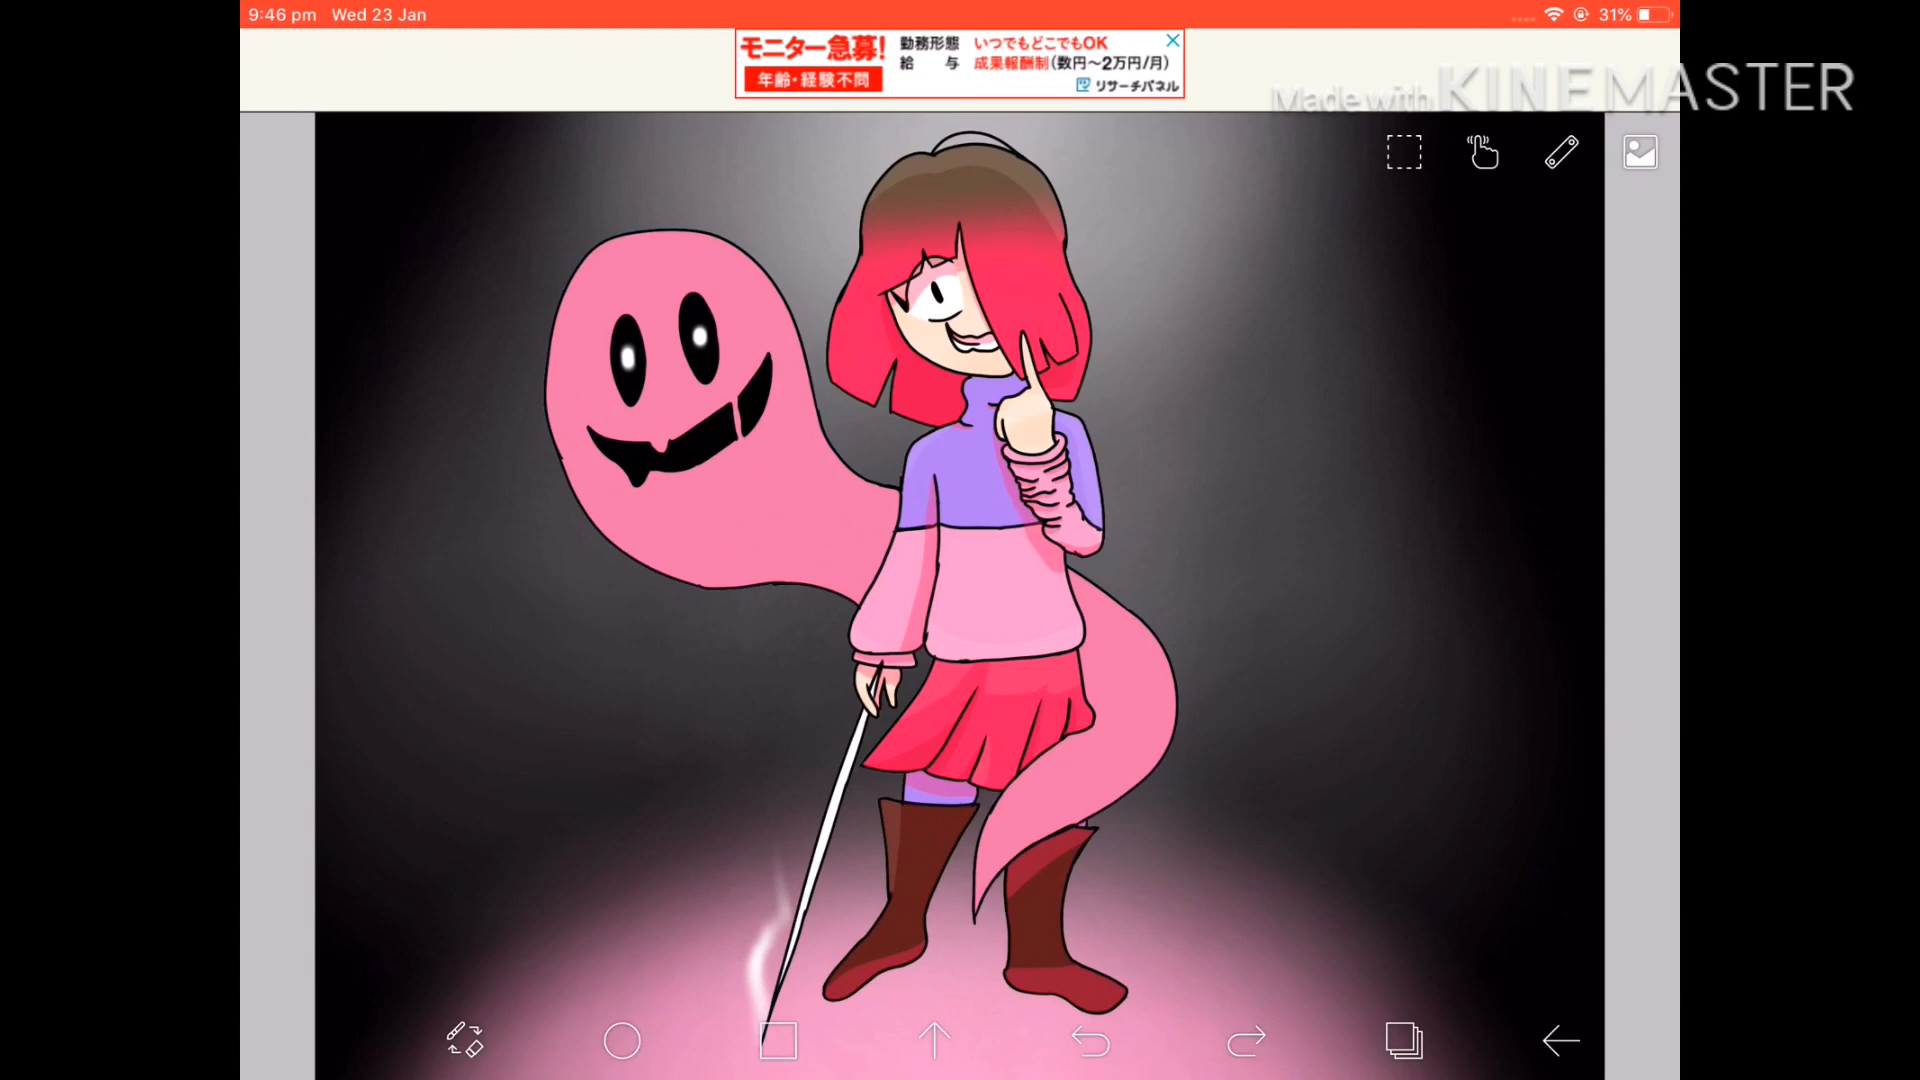 9:46 pm Wed 23 Jan
31%
モニター急募!
年齢・経験不問
勤務形態 いつでもどこでもOK
給与 成果報酬制(数円〜2万円/月)
リサーチパネル
Made with KINEMASTER